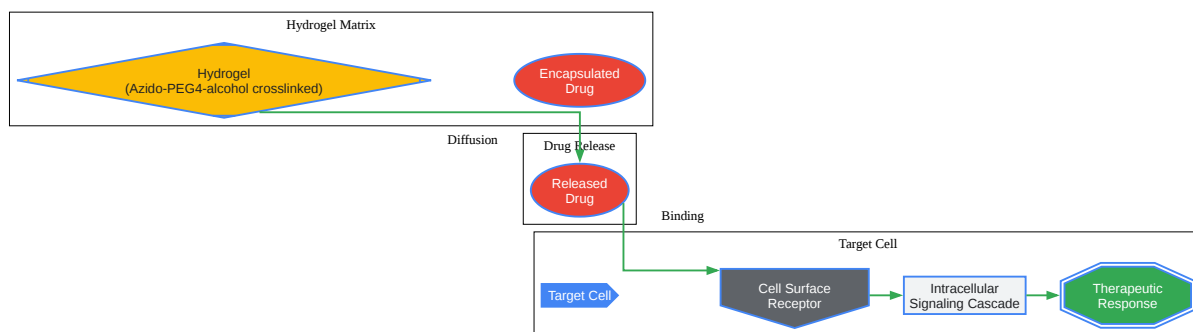 Hydrogel Matrix
Hydrogel
(Azido-PEG4-alcohol crosslinked)
Encapsulated
Drug
Diffusion
Drug Release
Released
Drug
Binding
Target Cell
Target Cell
Cell Surface
Receptor
Intracellular
Signaling Cascade
Therapeutic
Response